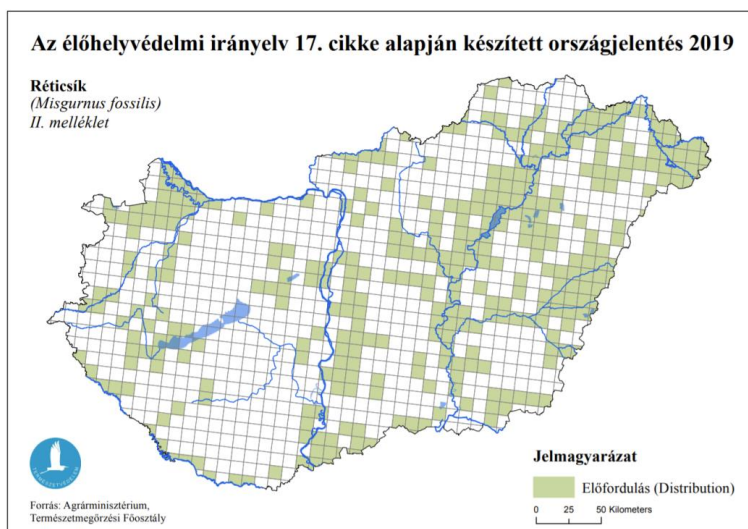 Az élőhelyvédelmi irányelv 17. cikke alapján készített országjelentés 2019
Réticsík
(Misgurnus fossilis)
II. melléklet
TERMÉSZETVÉDELEM
Forrás: Agrárminisztérium,
Természetmegőrzési Főosztály
Jelmagyarázat
Előfordulás (Distribution)
0 25 50 Kilometers